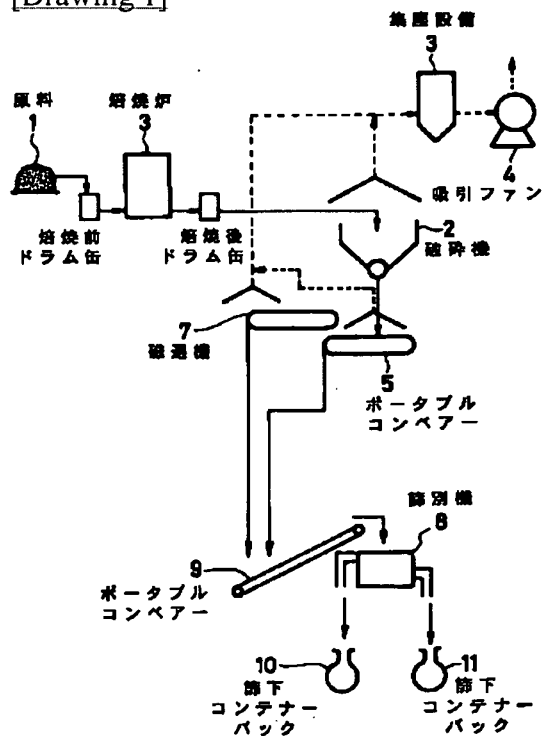 [Drawing 1]
集塵設備
3
原料
1
焙焼炉
3
4
吸引ファン
焙焼前
ドラム缶
焙焼後
ドラム缶
2
破砕機
7
磁選機
5
ポータブル
コンベアー
篩別機
8
9
ポータブル
コンベアー
10
篩下
コンテナー
バック
11
篩下
コンテナー
バック